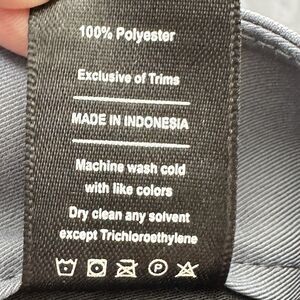 100% Polyester
Exclusive of Trims
MADE IN INDONESIA
Machine wash cold
with like colors
Dry clean any solvent
except Trichloroethylene
P